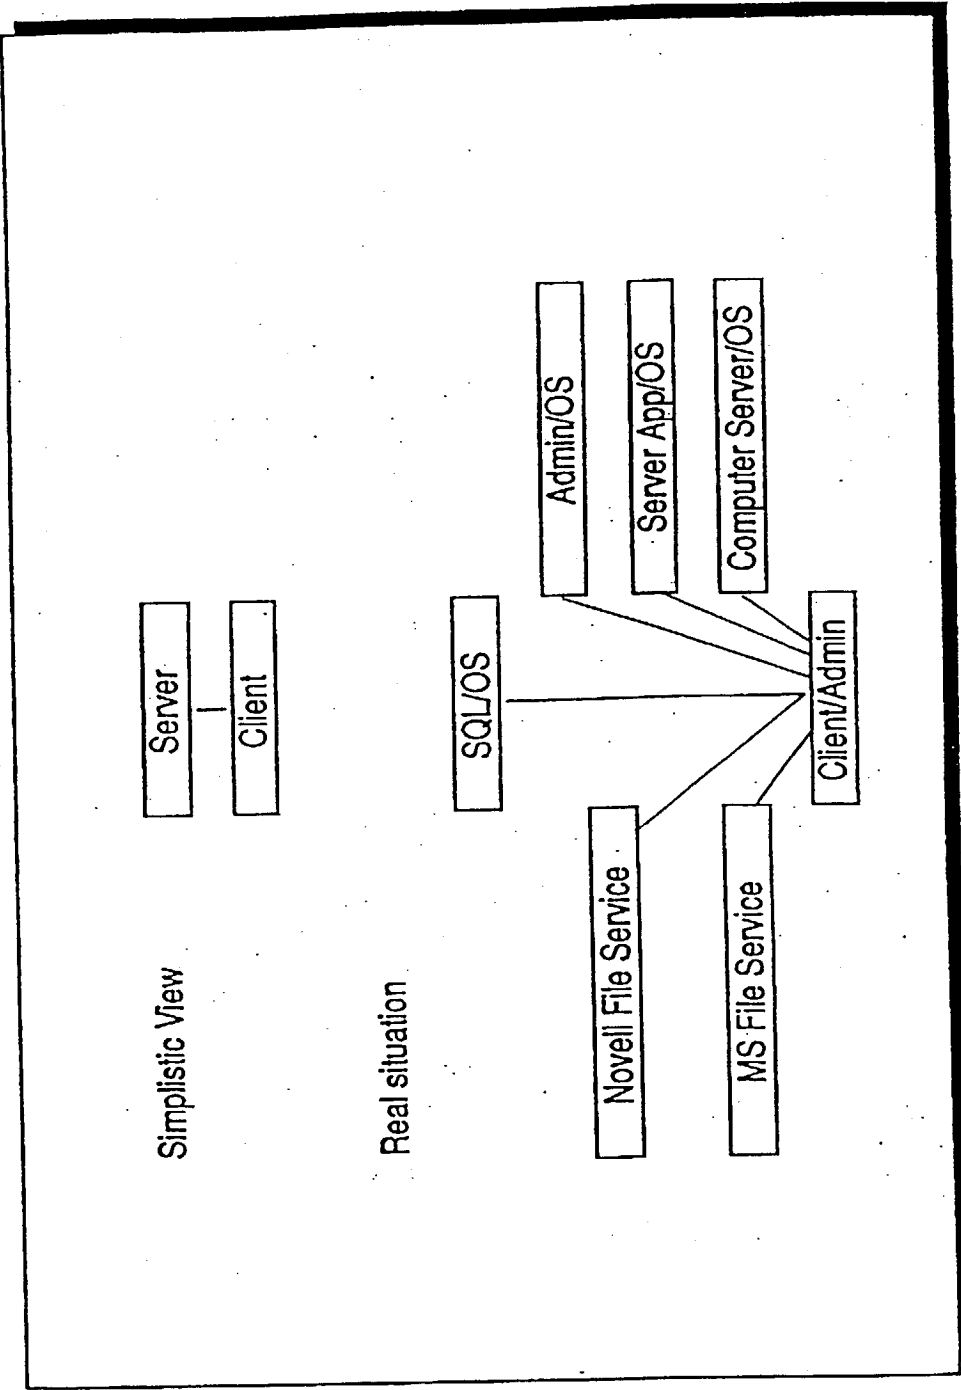 Simplistic View
Server
Client
Real situation
SQL/OS
Admin/OS
Novell File Service
Server App/OS
MS File Service
Computer Server/OS
Client/Admin